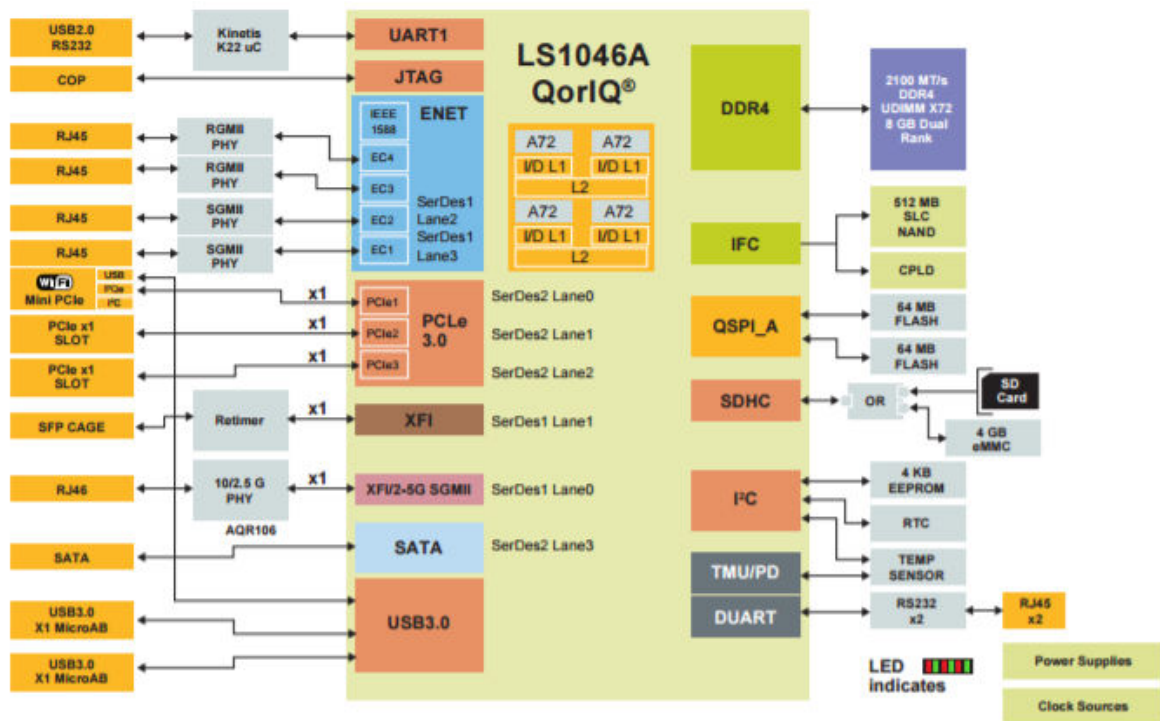 USB2.0
RS232
Kinetis
K22 uC
UART1
COP
JTAG
RJ45
RGMII
PHY
RJ45
RGMII
PHY
RJ45
SGMII
PHY
RJ45
SGMII
PHY
IEEE
1588
ENET
EC4
EC3
EC2
EC1
SerDes1
Lane2
SerDes1
Lane3
WiFi
Mini PCIe
USB
PCIe
I²C
x1
PCIe1
SerDes2 Lane0
PCIe x1
SLOT
x1
PCIe2
PCLe
3.0
SerDes2 Lane1
PCIe x1
SLOT
x1
PCIe3
SerDes2 Lane2
SFP CAGE
Retimer
x1
XFI
SerDes1 Lane1
RJ46
10/2.5 G
PHY
AQR106
x1
XFI/2-5G SGMII
SerDes1 Lane0
SATA
SATA
SerDes2 Lane3
USB3.0
X1 MicroAB
USB3.0
X1 MicroAB
USB3.0
LS1046A
QorIQ®
A72
A72
I/D L1
I/D L1
L2
A72
A72
I/D L1
I/D L1
L2
DDR4
2100 MT/s
DDR4
UDIMM X72
8 GB Dual
Rank
IFC
512 MB
SLC
NAND
CPLD
QSPI_A
64 MB
FLASH
64 MB
FLASH
SDHC
OR
SD
Card
4 GB
eMMC
I²C
4 KB
EEPROM
RTC
TEMP
SENSOR
TMU/PD
DUART
RS232
x2
RJ45
x2
LED
indicates
Power Supplies
Clock Sources